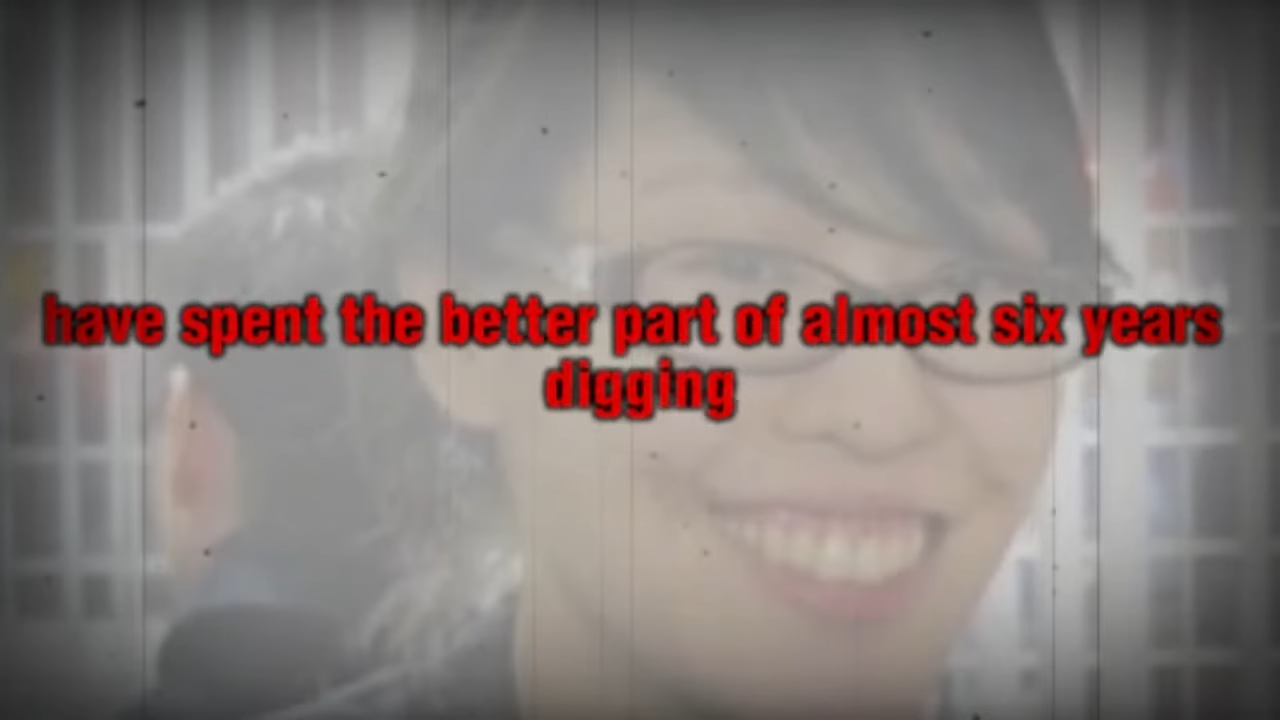 have spent the better part of almost six years
digging